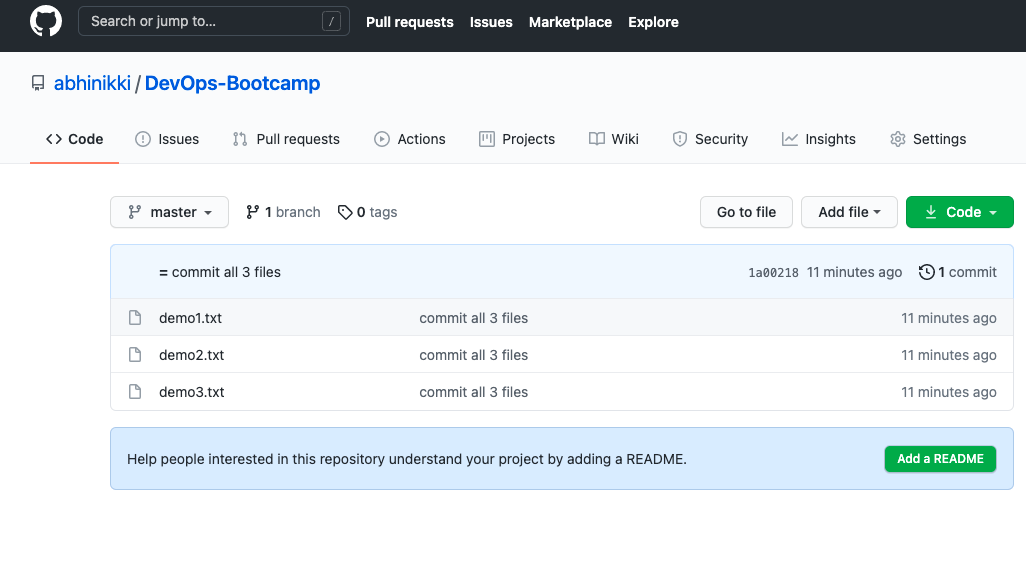 Search or jump to... / Pull requests Issues Marketplace Explore
abhinikki / DevOps-Bootcamp
Code Issues Pull requests Actions Projects Wiki Security Insights Settings
master 1 branch 0 tags Go to file Add file Code
= commit all 3 files 1a00218 11 minutes ago 1 commit
demo1.txt commit all 3 files 11 minutes ago
demo2.txt commit all 3 files 11 minutes ago
demo3.txt commit all 3 files 11 minutes ago
Help people interested in this repository understand your project by adding a README. Add a README